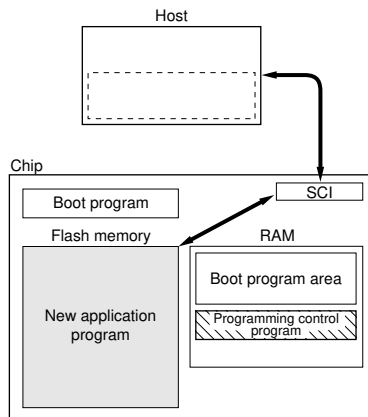 Host
Chip
SCI
Boot program
Flash memory
RAM
New application
program
Boot program area
Programming control
program